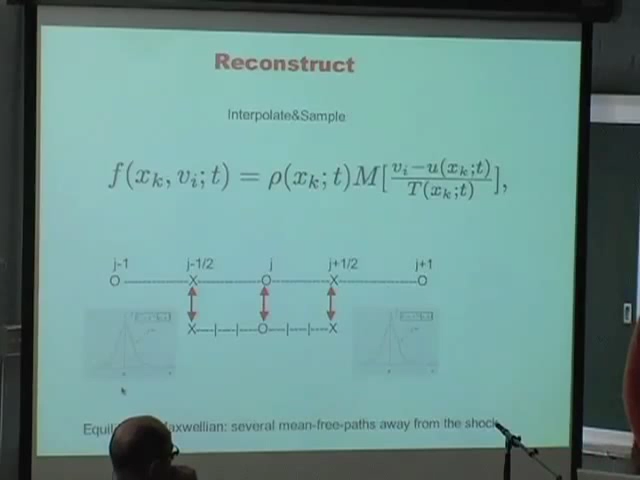 Reconstruct
Interpolate&Sample
f(x_k, v_i; t) = ρ(x_k; t)M[\frac{v_i−u(x_k;t)}{T(x_k;t)}],
j-1 j-1/2 j j+1/2 j+1
O ---------- X ---------- O ---------- X ---------- O
X---|---|---O---|---|---X
Maxwellian: several mean-free-paths away from the shock